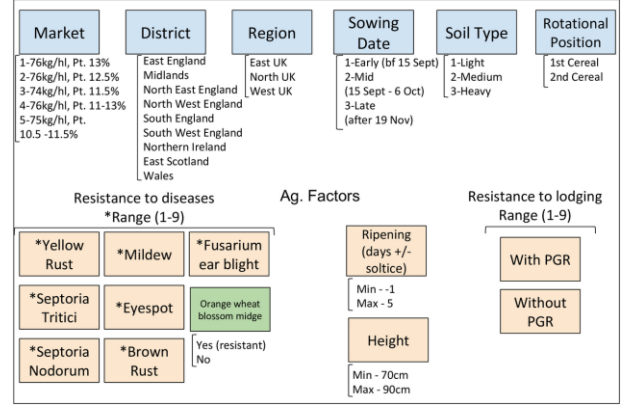 Market
1-76kg/hl, Pt. 13%
2-76kg/hl, Pt. 12.5%
3-74kg/hl, Pt. 11.5%
4-76kg/hl, Pt. 11-13%
5-75kg/hl, Pt.
10.5 -11.5%
District
East England
Midlands
North East England
North West England
South England
South West England
Northern Ireland
East Scotland
Wales
Region
East UK
North UK
West UK
Sowing
Date
1-Early (bf 15 Sept)
2-Mid
(15 Sept - 6 Oct)
3-Late
(after 19 Nov)
Soil Type
1-Light
2-Medium
3-Heavy
Rotational
Position
1st Cereal
2nd Cereal
Ag. Factors
Resistance to diseases
*Range (1-9)
*Yellow
Rust
*Mildew
*Fusarium
ear blight
*Septoria
Tritici
*Eyespot
Orange wheat
blossom midge
Yes (resistant)
No
*Septoria
Nodorum
*Brown
Rust
Ripening
(days +/-
soltice)
Min - -1
Max - 5
Height
Min - 70cm
Max - 90cm
Resistance to lodging
Range (1-9)
With PGR
Without
PGR